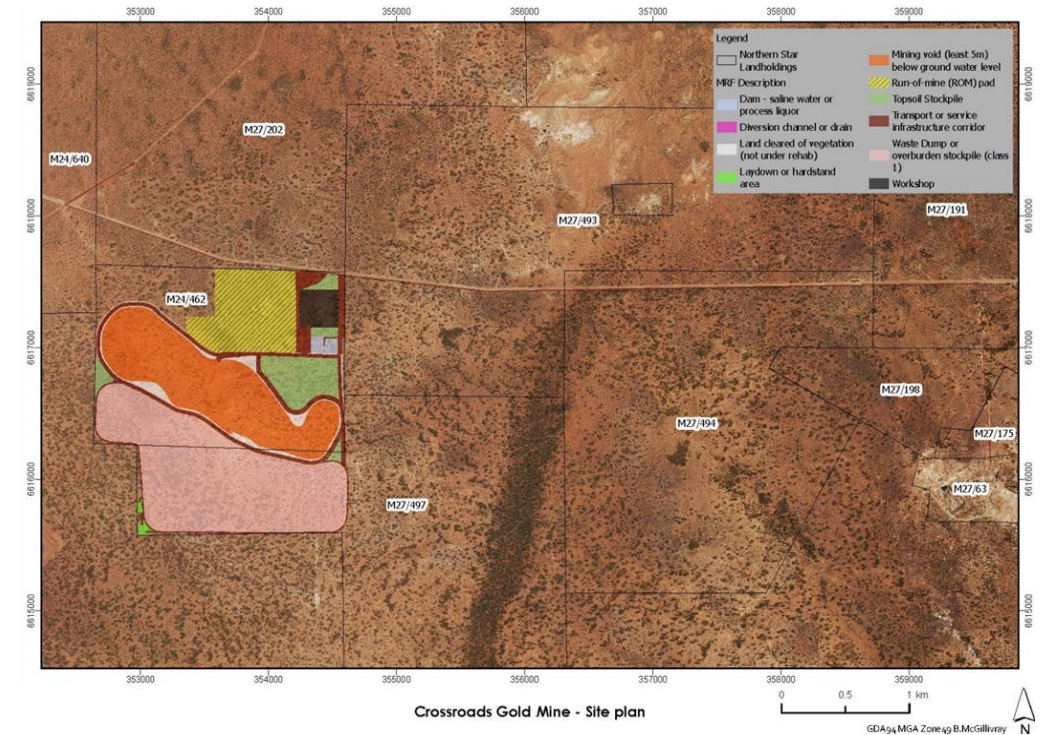 353000 354000 355000 356000 357000 358000 359000
Legend
Northern Star
Landholdings
MRF Description
Dam - saline water or
process liquor
Diversion channel or drain
Land cleared of vegetation
(not under rehab)
Laydown or hardstand
area
Mining void (least 5m)
below ground water level
Run-of-mine (ROM) pad
Topsoil Stockpile
Transport or service
infrastructure corridor
Waste Dump or
overburden stockpile (class
1)
Workshop
6619000
6619000
M27/202
M24/640
6618000
M27/493
M27/191
6618000
M24/462
6617000
6617000
M27/198
M27/494
M27/175
6616000
M27/497
M27/63
6616000
6615000
6615000
353000 354000 355000 356000 357000 358000 359000
Crossroads Gold Mine - Site plan
0 0.5 1 km
GDA94 MGA Zone49 B.McGillivray
N